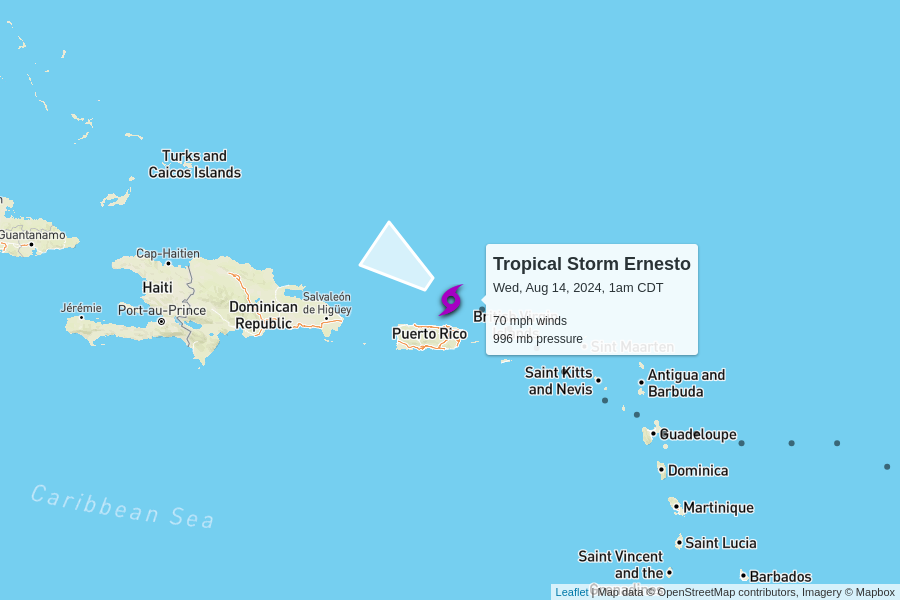 Turks and
Caicos Islands
Guantanamo
Cap-Haitien
Haiti
Jérémie
Port-au-Prince
Dominican
Republic
Salvaleón
de Higüey
Puerto Rico
Tropical Storm Ernesto
Wed, Aug 14, 2024, 1am CDT
70 mph winds
996 mb pressure
Sint Maarten
Saint Kitts
and Nevis
Antigua and
Barbuda
Guadeloupe
Dominica
Martinique
Saint Lucia
Saint Vincent
and the
Grenadines
Barbados
Caribbean Sea
Leaflet | Map data © OpenStreetMap contributors, Imagery © Mapbox